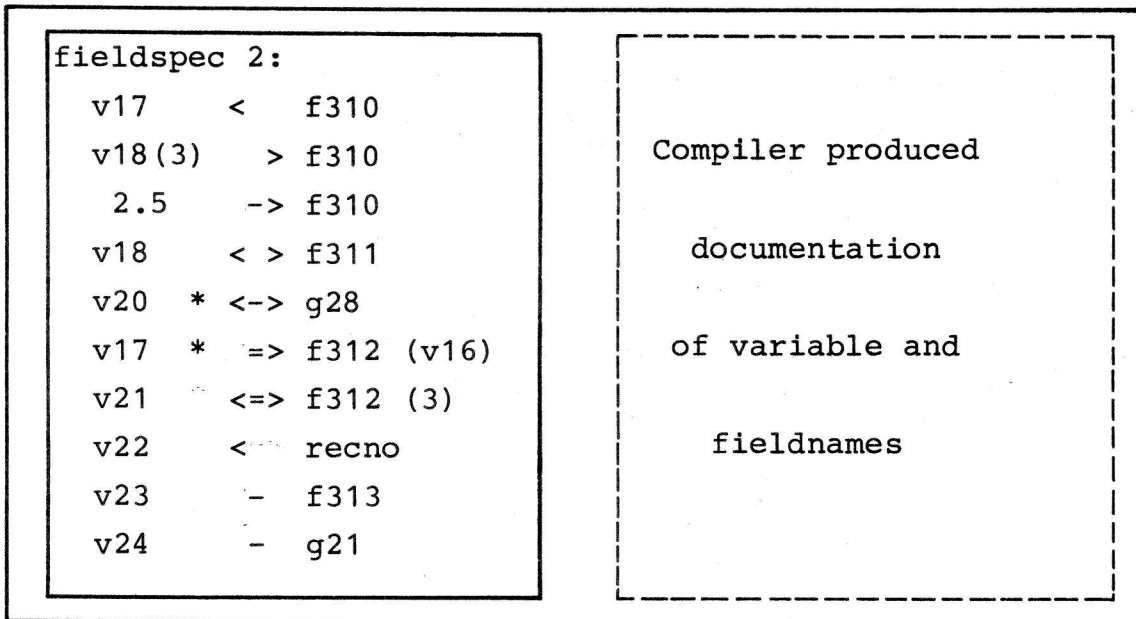 fieldspec 2:
v17 < f310
v18(3) > f310
2.5 -> f310
v18 < > f311
v20 * <-> g28
v17 * => f312 (v16)
v21 <=> f312 (3)
v22 < recno
v23 - f313
v24 - g21
Compiler produced
documentation
of variable and
fieldnames